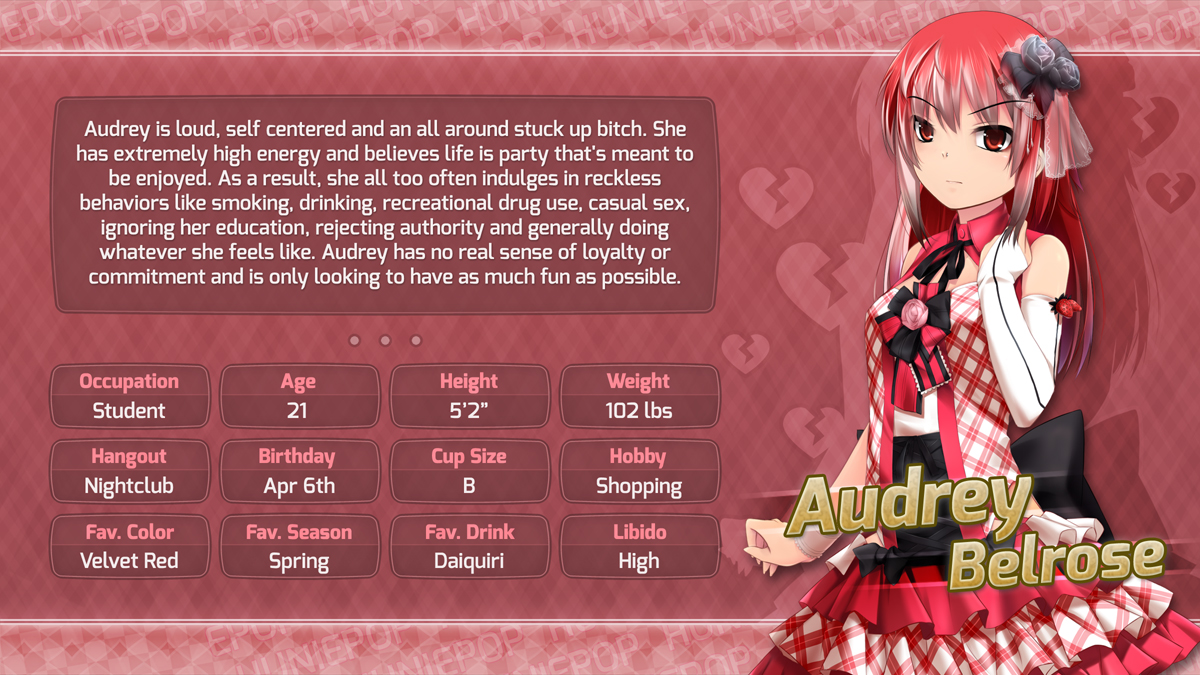 HUNIEPOP HUNIEPOP HUNIEPOP
Audrey is loud, self centered and an all around stuck up bitch. She
has extremely high energy and believes life is party that's meant to
be enjoyed. As a result, she all too often indulges in reckless
behaviors like smoking, drinking, recreational drug use, casual sex,
ignoring her education, rejecting authority and generally doing
whatever she feels like. Audrey has no real sense of loyalty or
commitment and is only looking to have as much fun as possible.
Occupation
Student
Age
21
Height
5'2”
Weight
102 lbs
Hangout
Nightclub
Birthday
Apr 6th
Cup Size
B
Hobby
Shopping
Fav. Color
Velvet Red
Fav. Season
Spring
Fav. Drink
Daiquiri
Libido
High
Audrey
Belrose
HUNIEPOP HUNIEPOP